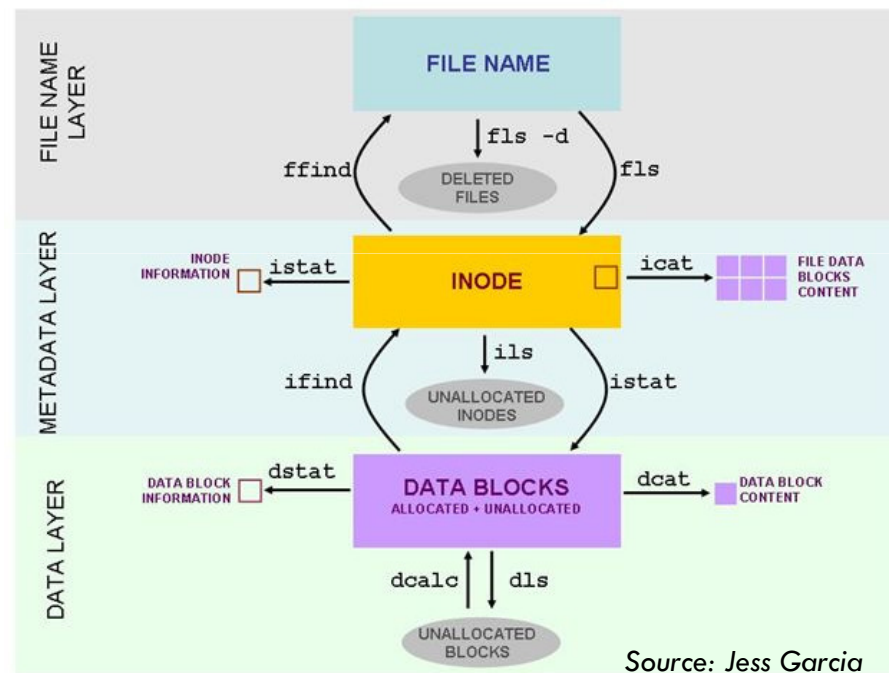 FILE NAME
LAYER
FILE NAME
fls -d
ffind
DELETED
FILES
fls
METADATA LAYER
INODE
INFORMATION
istat
INODE
icat
FILE DATA
BLOCKS
CONTENT
ils
ifind
UNALLOCATED
INODES
istat
DATA LAYER
DATA BLOCK
INFORMATION
dstat
DATA BLOCKS
ALLOCATED + UNALLOCATED
dcat
DATA BLOCK
CONTENT
dcalc
dls
UNALLOCATED
BLOCKS
Source: Jess Garcia